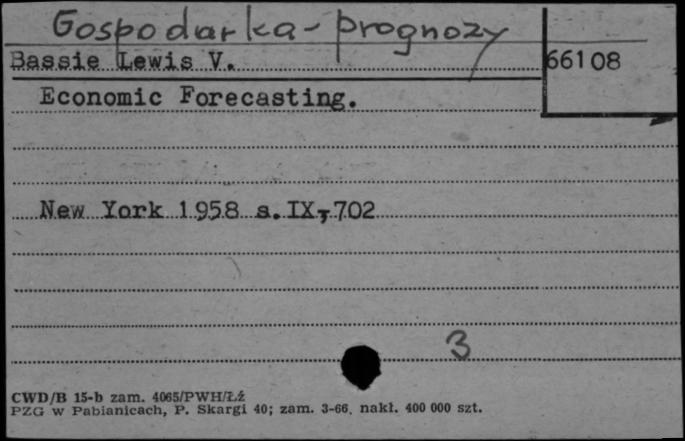 Gospodarka - prognozy
Bassie Lewis V.
66108
Economic Forecasting.
New York 1958 s. IX, 702
3
CWD/B 15-b zam. 4065/PWH/Łź
PZG w Pabianicach, P. Skargi 40; zam. 3-66. nakł. 400 000 szt.